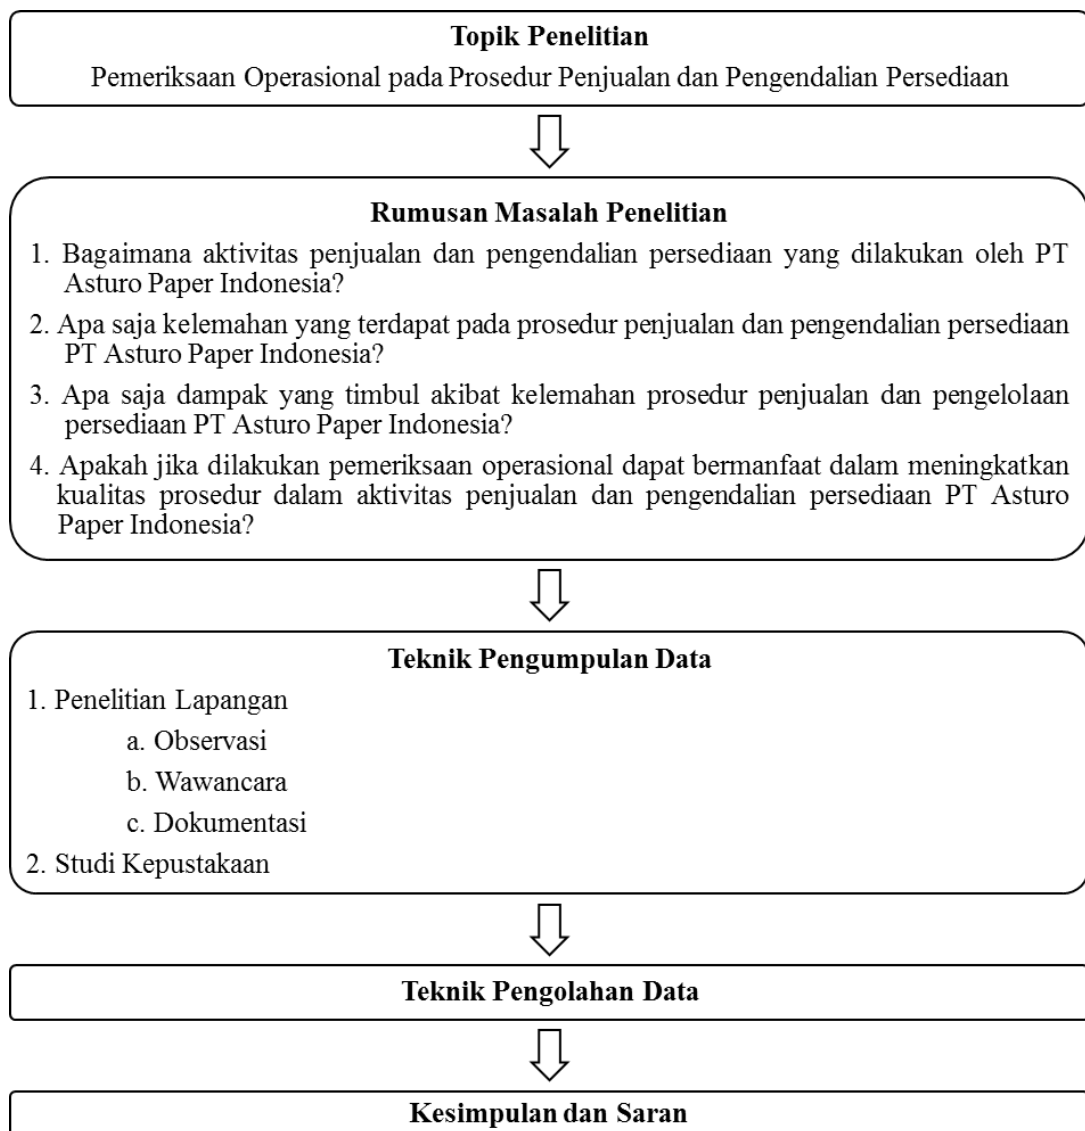 Topik Penelitian
Pemeriksaan Operasional pada Prosedur Penjualan dan Pengendalian Persediaan
Rumusan Masalah Penelitian
1. Bagaimana aktivitas penjualan dan pengendalian persediaan yang dilakukan oleh PT
Asturo Paper Indonesia?
2. Apa saja kelemahan yang terdapat pada prosedur penjualan dan pengendalian persediaan
PT Asturo Paper Indonesia?
3. Apa saja dampak yang timbul akibat kelemahan prosedur penjualan dan pengelolaan
persediaan PT Asturo Paper Indonesia?
4. Apakah jika dilakukan pemeriksaan operasional dapat bermanfaat dalam meningkatkan
kualitas prosedur dalam aktivitas penjualan dan pengendalian persediaan PT Asturo
Paper Indonesia?
Teknik Pengumpulan Data
1. Penelitian Lapangan
a. Observasi
b. Wawancara
c. Dokumentasi
2. Studi Kepustakaan
Teknik Pengolahan Data
Kesimpulan dan Saran